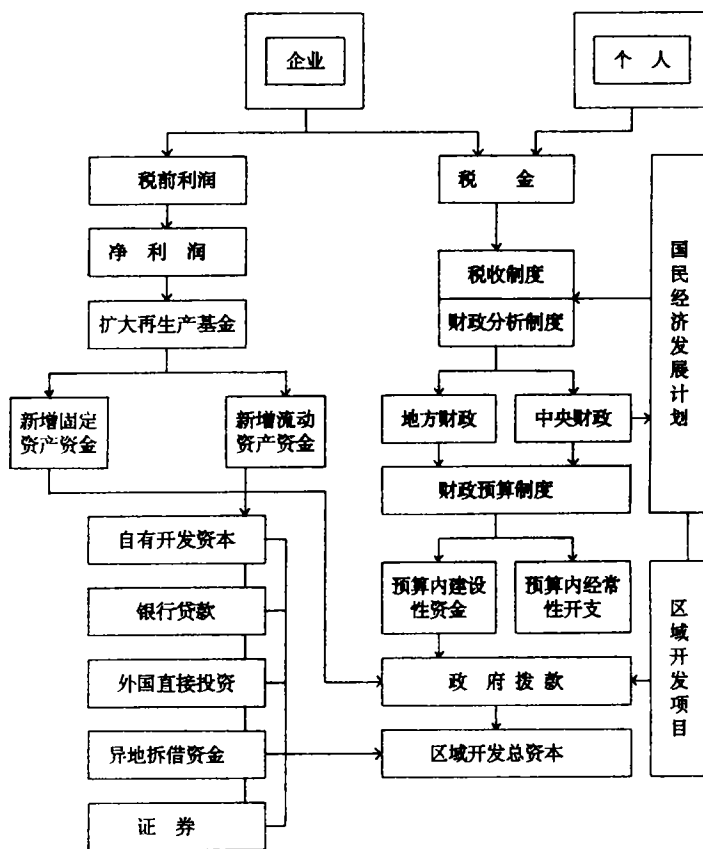 企业
个 人
税前利润
税 金
净 利 润
税收制度
扩大再生产基金
财政分析制度
国民经济发展计划
新增固定
资产资金
新增流动
资产资金
地方财政
中央财政
财政预算制度
自有开发资本
预算内建设
性资金
预算内经常
性开支
区域开发项目
银行贷款
外国直接投资
政 府 拨 款
异地拆借资金
区域开发总资本
证 券